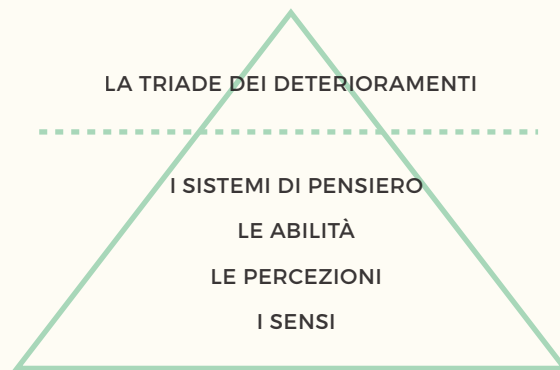 LA TRIADE DEI DETERIORAMENTI
I SISTEMI DI PENSIERO
LE ABILITÀ
LE PERCEZIONI
I SENSI